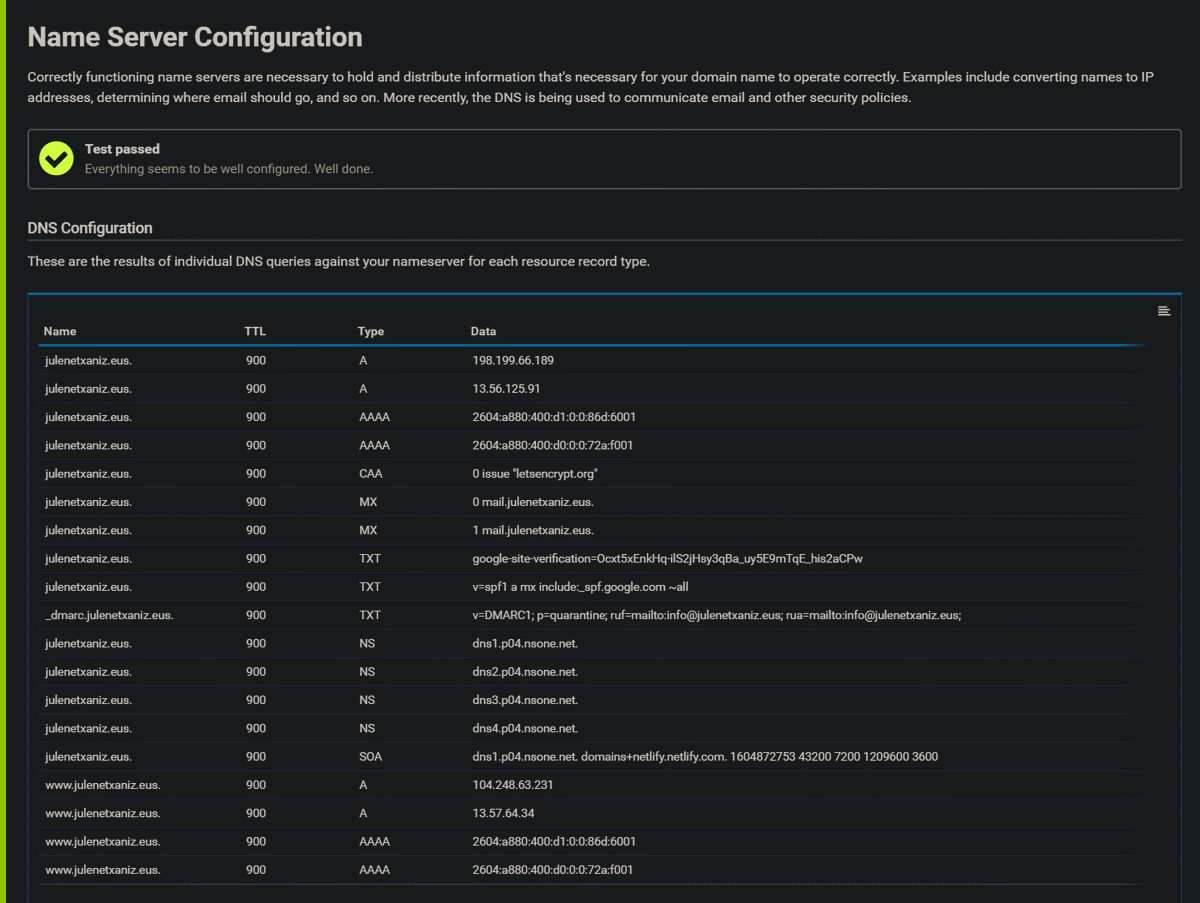 Name Server Configuration
Correctly functioning name servers are necessary to hold and distribute information that's necessary for your domain name to operate correctly. Examples include converting names to IP
addresses, determining where email should go, and so on. More recently, the DNS is being used to communicate email and other security policies.
Test passed
Everything seems to be well configured. Well done.
DNS Configuration
These are the results of individual DNS queries against your nameserver for each resource record type.
Name TTL Type Data
julenetxaniz.eus. 900 A 198.199.66.189
julenetxaniz.eus. 900 A 13.56.125.91
julenetxaniz.eus. 900 AAAA 2604:a880:400:d1:0:0:86d:6001
julenetxaniz.eus. 900 AAAA 2604:a880:400:d0:0:0:72a:f001
julenetxaniz.eus. 900 CAA 0 issue "letsencrypt.org"
julenetxaniz.eus. 900 MX 0 mail.julenetxaniz.eus.
julenetxaniz.eus. 900 MX 1 mail.julenetxaniz.eus.
julenetxaniz.eus. 900 TXT google-site-verification=Ocxt5xEnkHq-ilS2jHsy3qBa_uy5E9mTqE_his2aCPw
julenetxaniz.eus. 900 TXT v=spf1 a mx include:_spf.google.com ~all
_dmarc.julenetxaniz.eus. 900 TXT v=DMARC1; p=quarantine; ruf=mailto:info@julenetxaniz.eus; rua=mailto:info@julenetxaniz.eus;
julenetxaniz.eus. 900 NS dns1.p04.nsone.net.
julenetxaniz.eus. 900 NS dns2.p04.nsone.net.
julenetxaniz.eus. 900 NS dns3.p04.nsone.net.
julenetxaniz.eus. 900 NS dns4.p04.nsone.net.
julenetxaniz.eus. 900 SOA dns1.p04.nsone.net. domains+netlify.netlify.com. 1604872753 43200 7200 1209600 3600
www.julenetxaniz.eus. 900 A 104.248.63.231
www.julenetxaniz.eus. 900 A 13.57.64.34
www.julenetxaniz.eus. 900 AAAA 2604:a880:400:d1:0:0:86d:6001
www.julenetxaniz.eus. 900 AAAA 2604:a880:400:d0:0:0:72a:f001